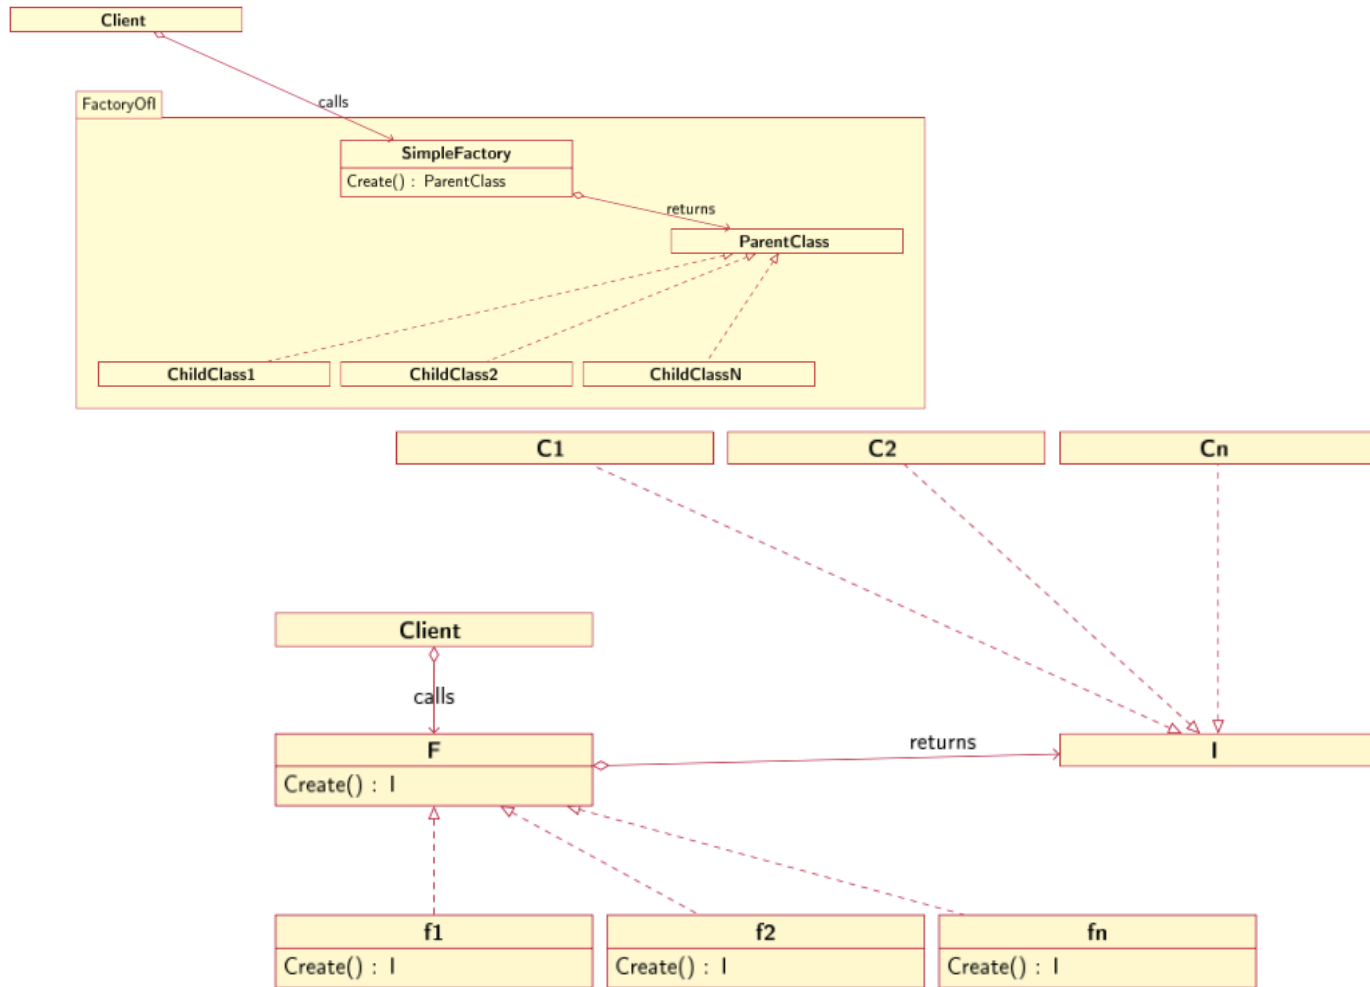 Client
calls
FactoryOfI
SimpleFactory
Create() : ParentClass
returns
ParentClass
ChildClass1
ChildClass2
ChildClassN
C1
C2
Cn
Client
calls
F
Create() : I
returns
I
f1
Create() : I
f2
Create() : I
fn
Create() : I